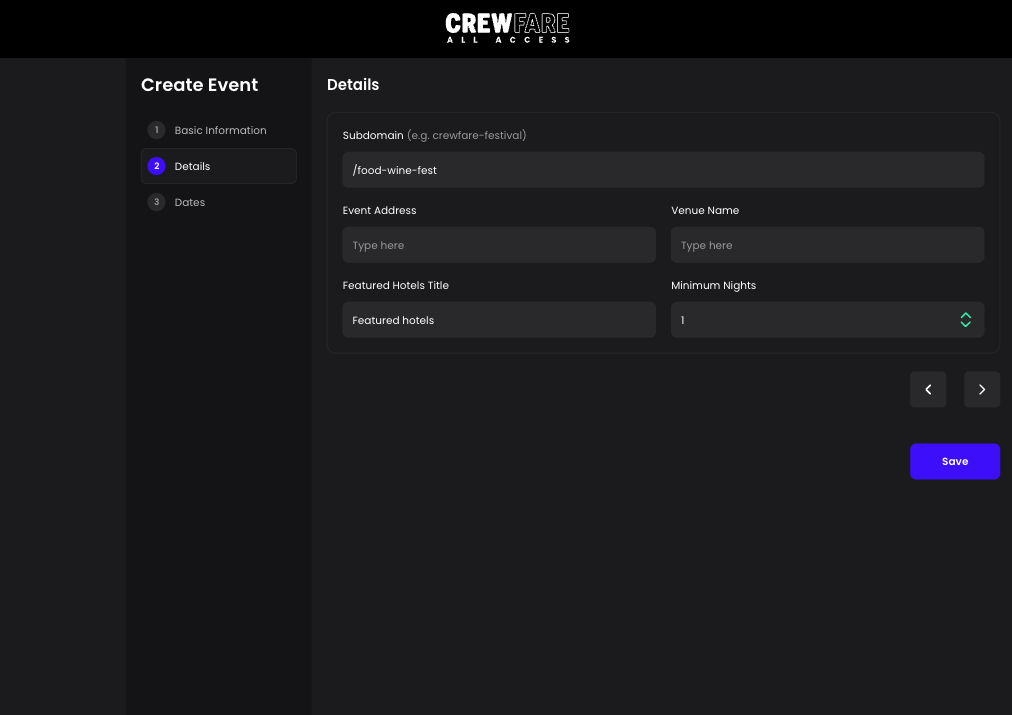 CREWFARE
ALL ACCESS
Create Event
1 Basic Information
2 Details
3 Dates
Details
Subdomain (e.g. crewfare-festival)
/food-wine-fest
Event Address Venue Name
Type here Type here
Featured Hotels Title Minimum Nights
Featured hotels 1
Save